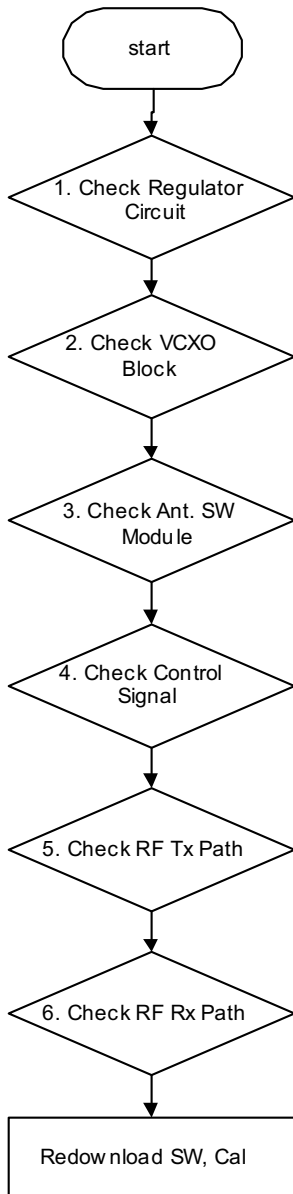 start
1. Check Regulator
Circuit
2. Check VCXO
Block
3. Check Ant. SW
Module
4. Check Control
Signal
5. Check RF Tx Path
6. Check RF Rx Path
Redownload SW, Cal